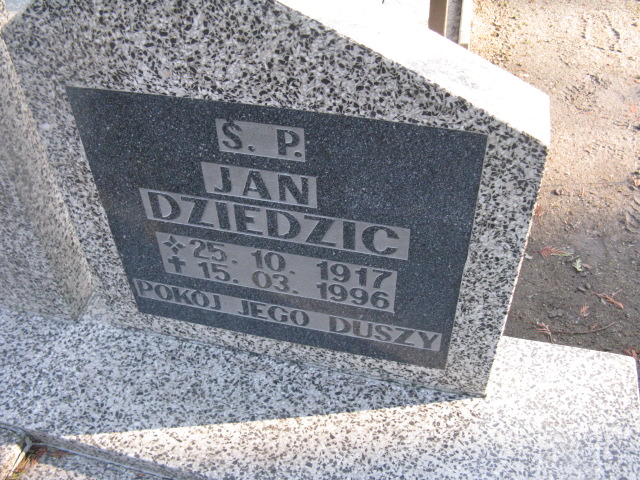 Ś. P.
JAN
DZIEDZIC
✣ 25. 10. 1917
✝ 15. 03. 1996
POKÓJ JEGO DUSZY